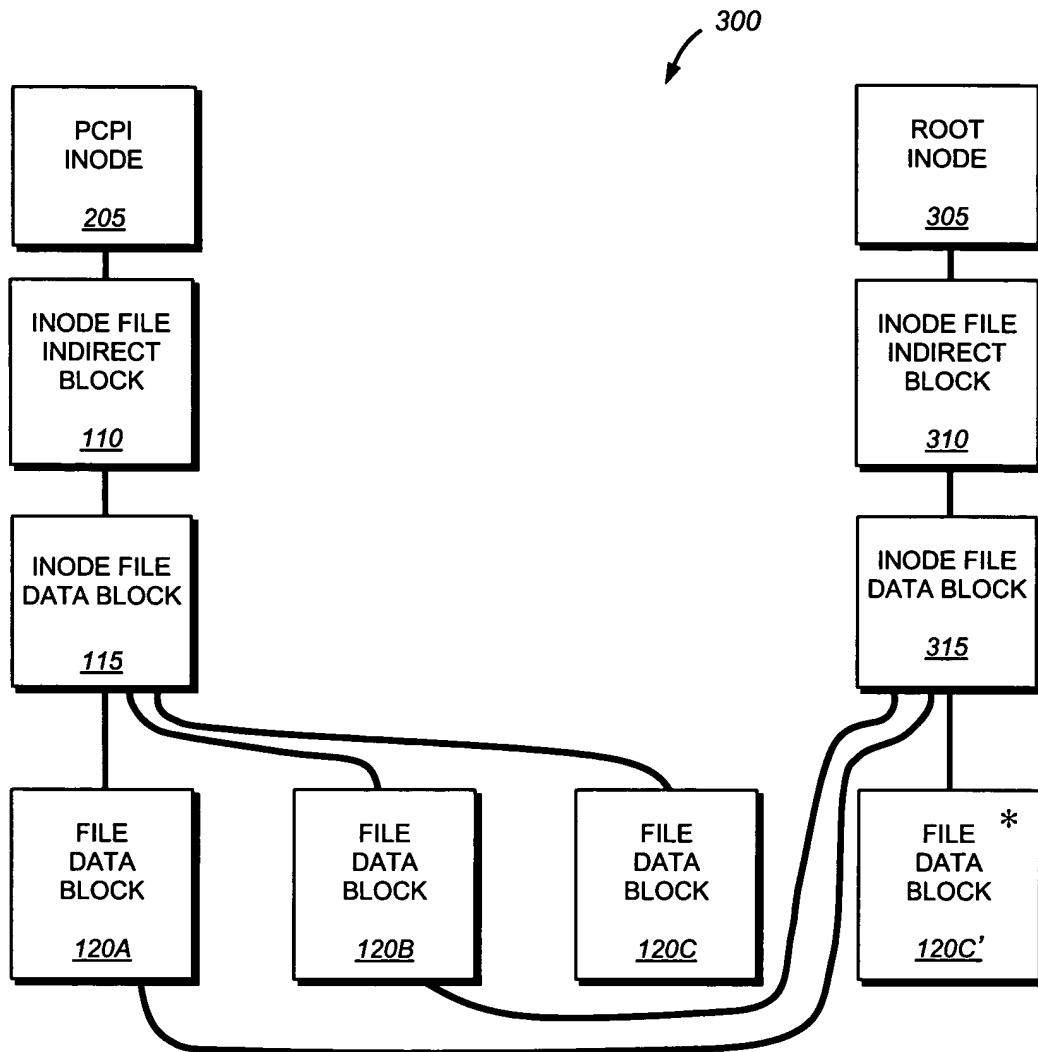 300
PCPI
INODE
205
ROOT
INODE
305
INODE FILE
INDIRECT
BLOCK
110
INODE FILE
INDIRECT
BLOCK
310
INODE FILE
DATA BLOCK
115
INODE FILE
DATA BLOCK
315
FILE
DATA
BLOCK
120A
FILE
DATA
BLOCK
120B
FILE
DATA
BLOCK
120C
FILE *
DATA
BLOCK
120C'